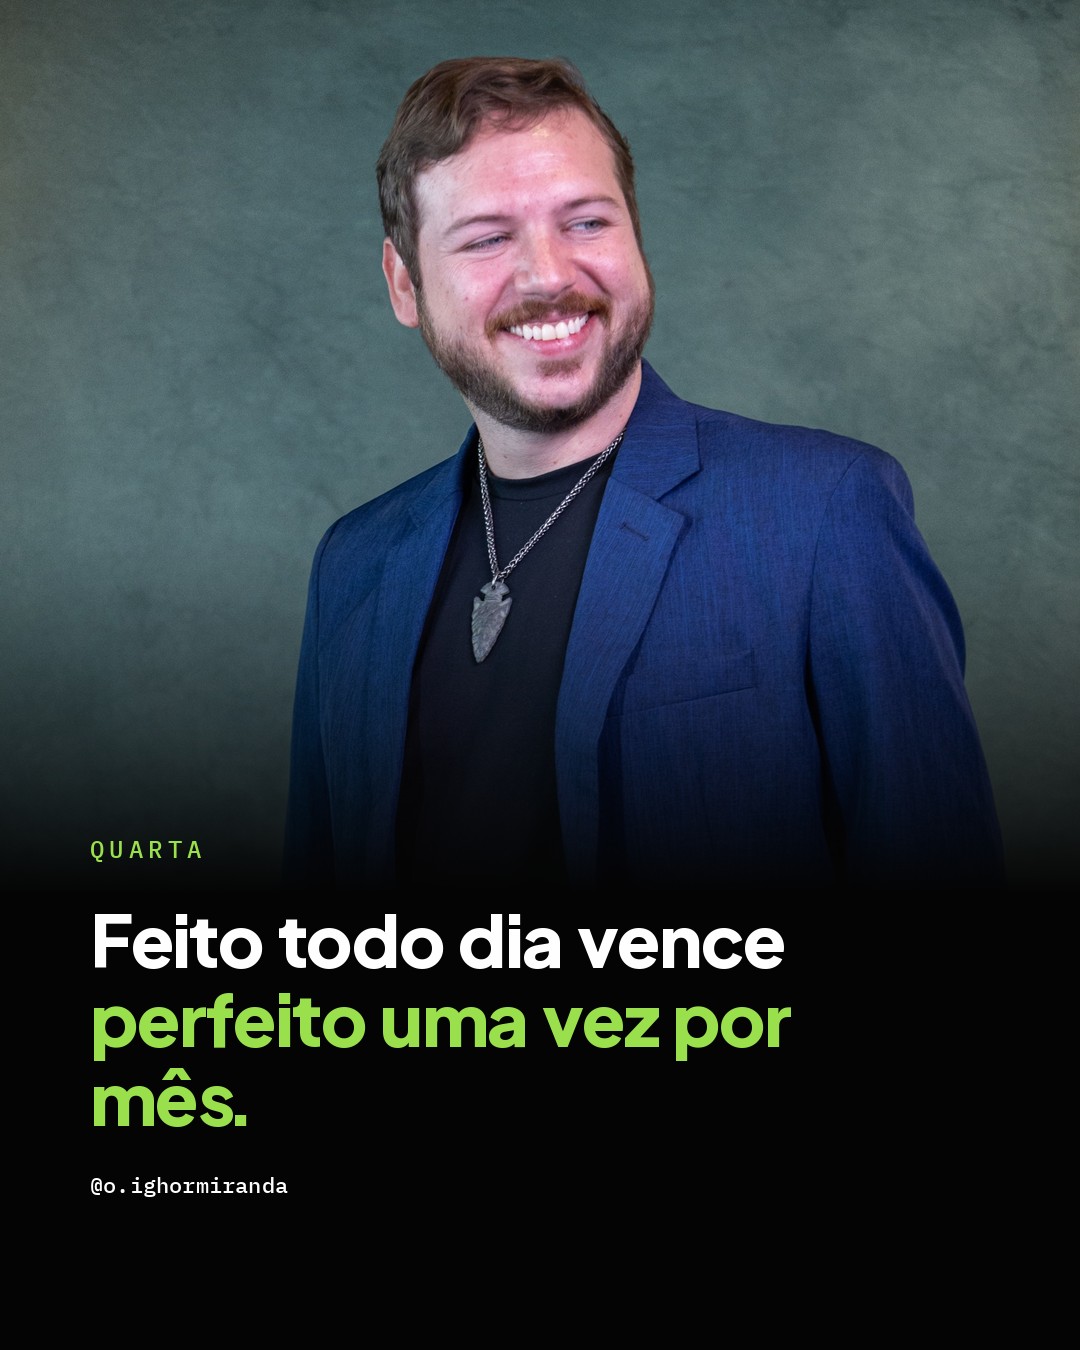 QUARTA
Feito todo dia vence
perfeito uma vez por
mês.
@o.ighormiranda